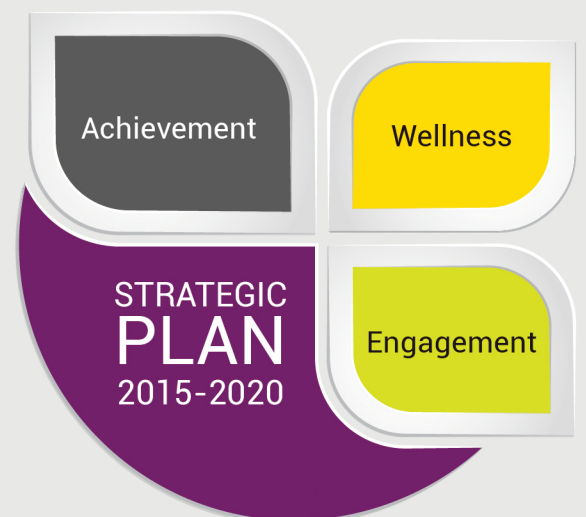 Achievement
Wellness
STRATEGIC
PLAN
2015-2020
Engagement